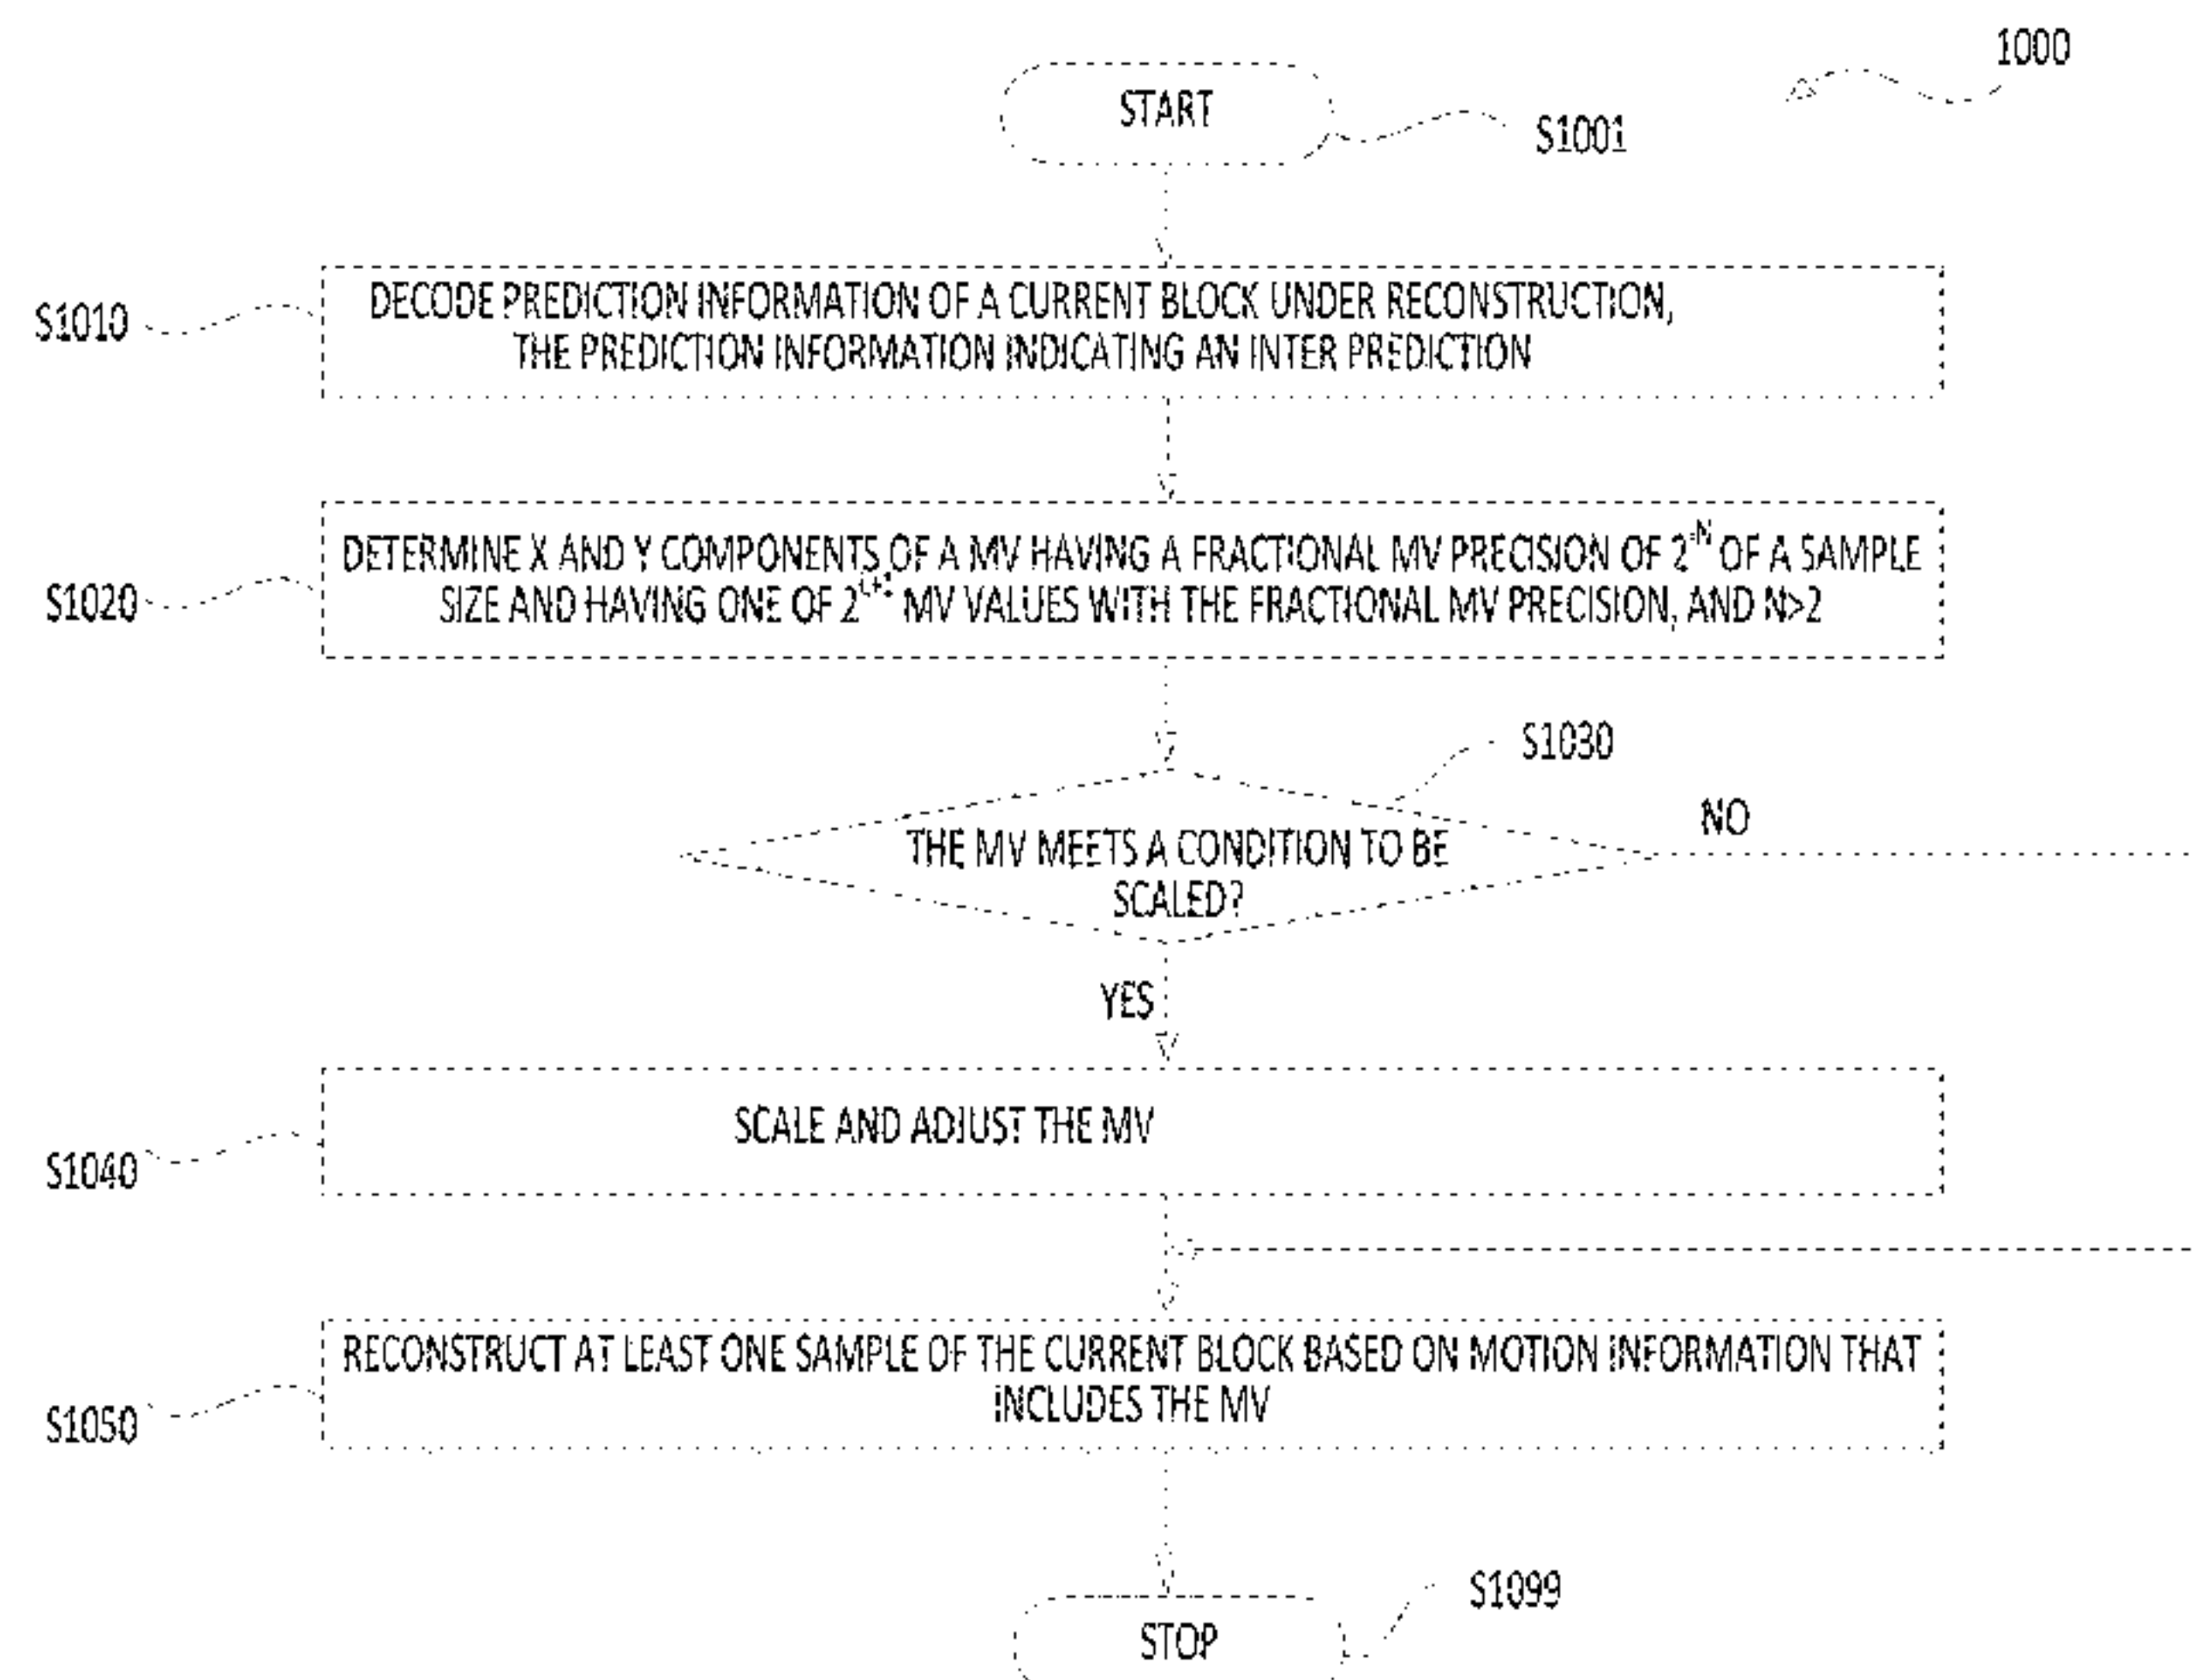 1000
START
S1001
DECODE PREDICTION INFORMATION OF A CURRENT BLOCK UNDER RECONSTRUCTION,
S1010
THE PREDICTION INFORMATION INDICATING AN INTER PREDICTION
DETERMINE X AND Y COMPONENTS OF A MV HAVING A FRACTIONAL MV PRECISION OF 2^-N OF A SAMPLE
S1020
SIZE AND HAVING ONE OF 2^L+1 MV VALUES WITH THE FRACTIONAL MV PRECISION, AND N>2
S1030
NO
THE MV MEETS A CONDITION TO BE
SCALED?
YES
SCALE AND ADJUST THE MV
S1040
RECONSTRUCT AT LEAST ONE SAMPLE OF THE CURRENT BLOCK BASED ON MOTION INFORMATION THAT
INCLUDES THE MV
S1050
S1099
STOP